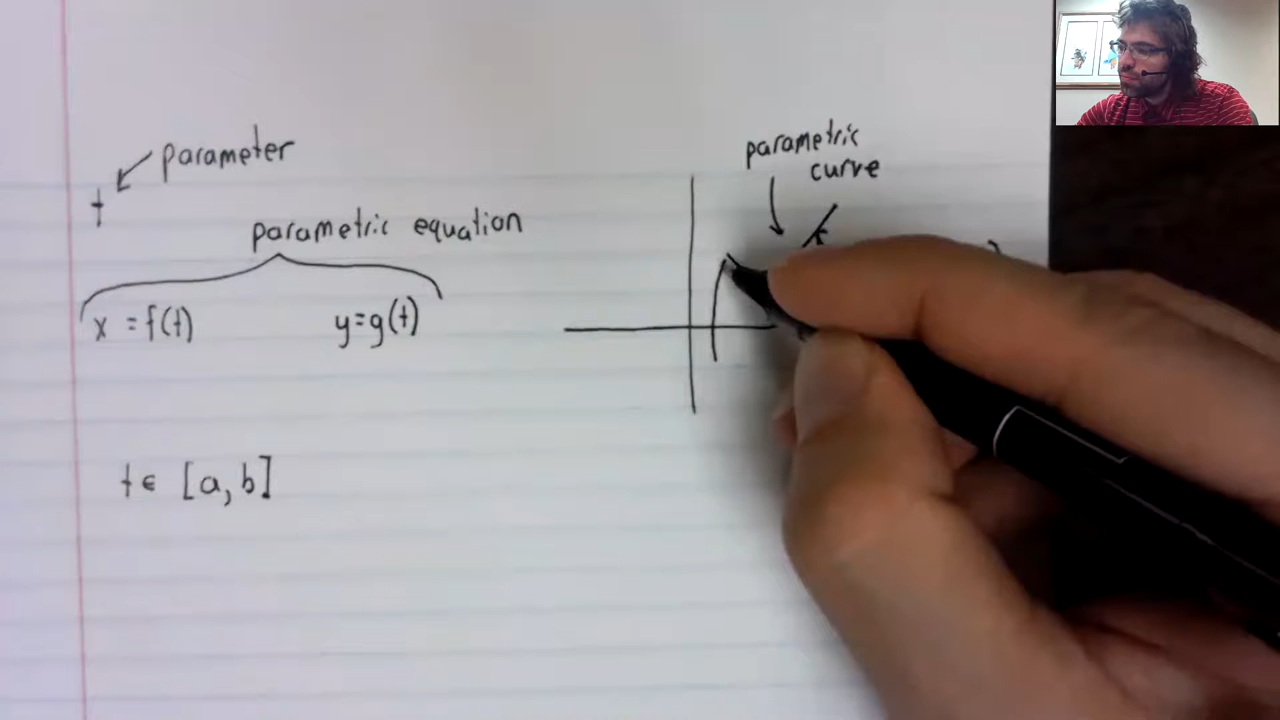 parameter
t
parametric equation
x = f(t) y=g(t)
t ∈ [a, b]
parametric
curve